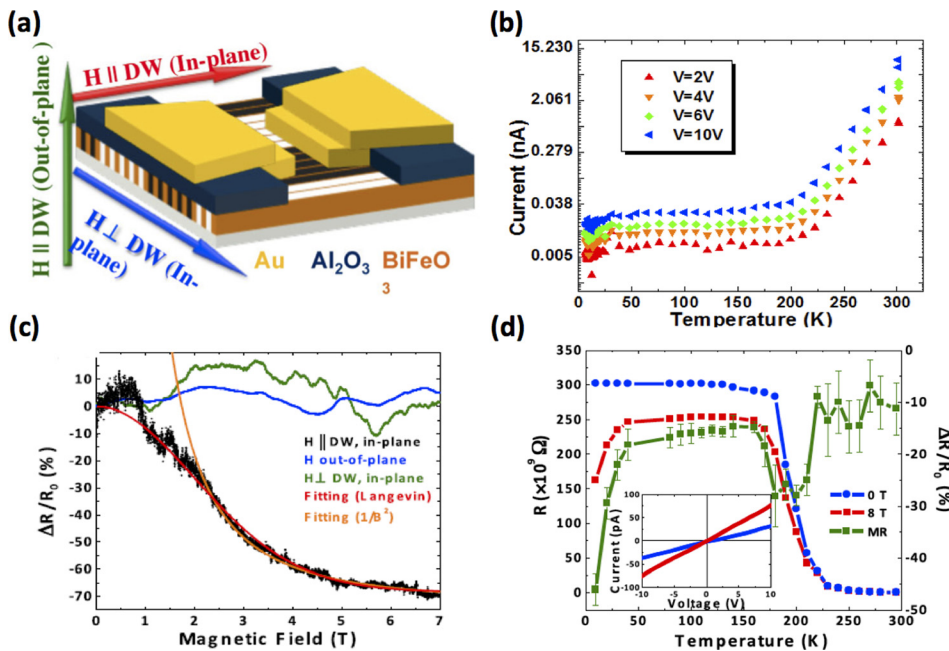 (a)
H || DW (Out-of-plane)
H || DW (In-plane)
H ⊥ DW (In-
plane)
Au Al2O3 BiFeO
3
(b)
Current (nA)
15.230
2.061
0.279
0.038
0.005
V=2V
V=4V
V=6V
V=10V
0 50 100 150 200 250 300
Temperature (K)
(c)
ΔR/R0 (%)
10
0
-10
-20
-30
-40
-50
-60
-70
H || DW, in-plane
H out-of-plane
H⊥ DW, in-plane
Fitting (Langevin)
Fitting (1/B²)
0 1 2 3 4 5 6 7
Magnetic Field (T)
(d)
R (×10⁹ Ω)
350
300
250
200
150
100
50
0
-50
0
-10
-20
-30
-40
-50
ΔR/R0 (%)
0 T
8 T
MR
Current (pA)
100
50
0
-50
-100
-10 0 10
Voltage (V)
0 50 100 150 200 250 300
Temperature (K)